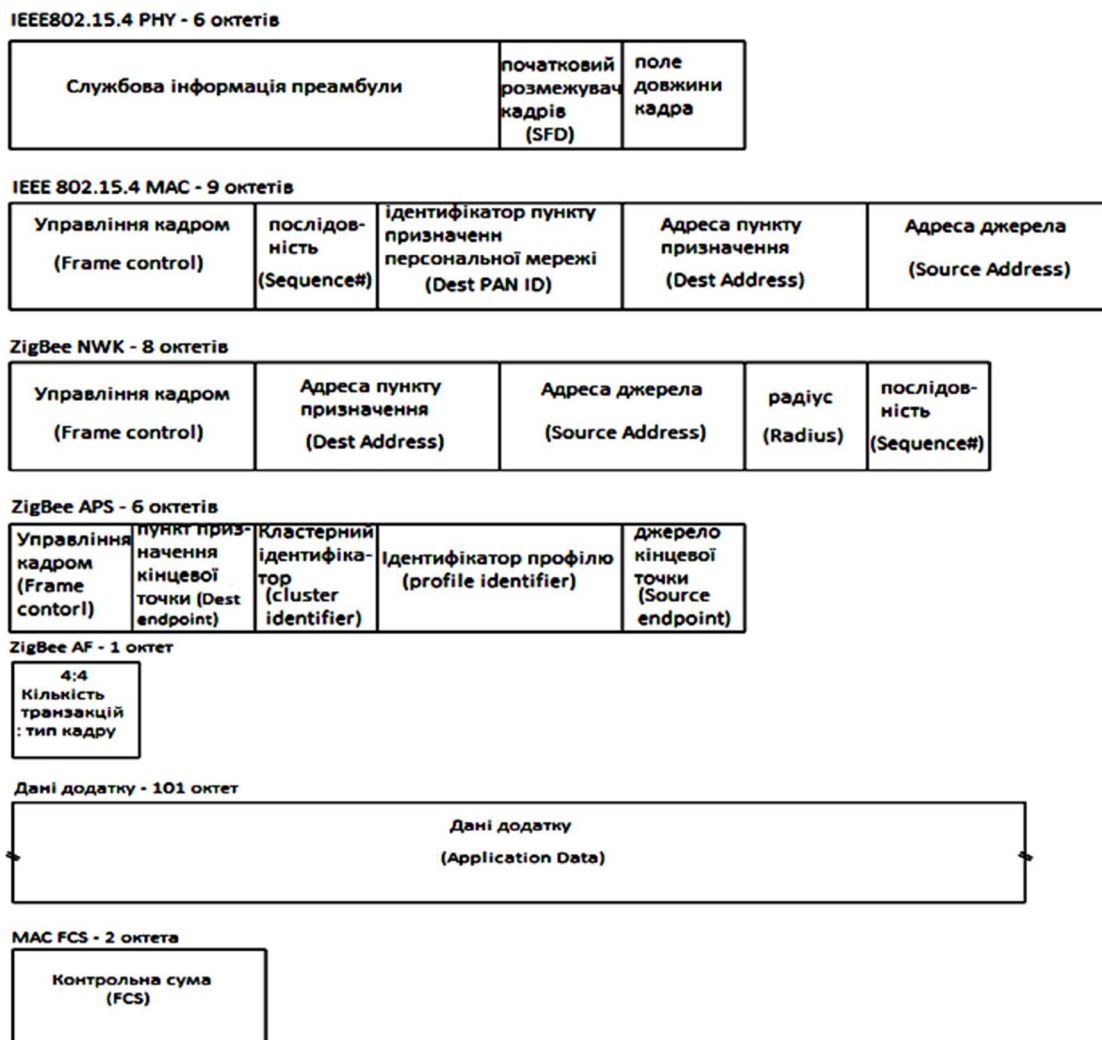 IEEE802.15.4 PHY - 6 октетів
Службова інформація преамбули
початковий
розмежувач
кадрів
(SFD)
поле
довжини
кадра
IEEE 802.15.4 MAC - 9 октетів
Управління кадром
(Frame control)
послідов-
ність
(Sequence#)
ідентифікатор пункту
призначенн
персональної мережі
(Dest PAN ID)
Адреса пункту
призначення
(Dest Address)
Адреса джерела
(Source Address)
ZigBee NWK - 8 октетів
Управління кадром
(Frame control)
Адреса пункту
призначення
(Dest Address)
Адреса джерела
(Source Address)
радіус
(Radius)
послідов-
ність
(Sequence#)
ZigBee APS - 6 октетів
Управління
кадром
(Frame
contorl)
пункт приз-
начення
кінцевої
точки (Dest
endpoint)
Кластерний
ідентифіка-
тор
(cluster
identifier)
Ідентифікатор профілю
(profile identifier)
джерело
кінцевої
точки
(Source
endpoint)
ZigBee AF - 1 октет
4:4
Кількість
транзакцій
: тип кадру
Дані додатку - 101 октет
Дані додатку
(Application Data)
MAC FCS - 2 октета
Контрольна сума
(FCS)